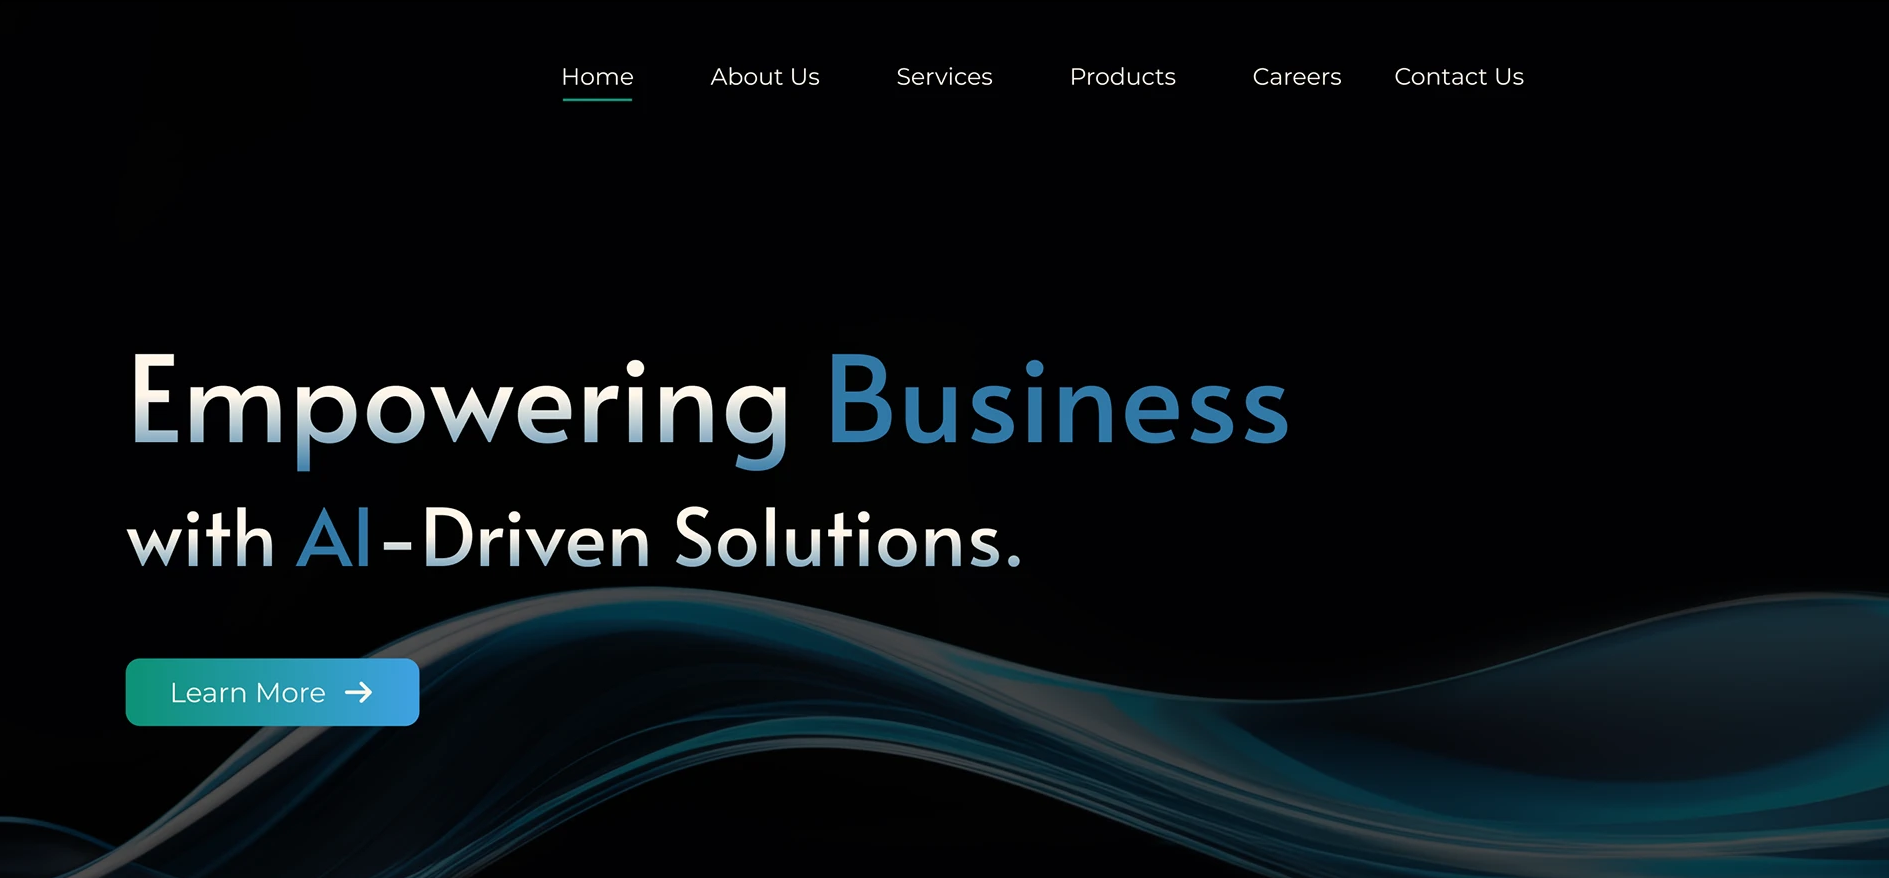 Home About Us Services Products Careers Contact Us
Empowering Business
with AI-Driven Solutions.
Learn More →